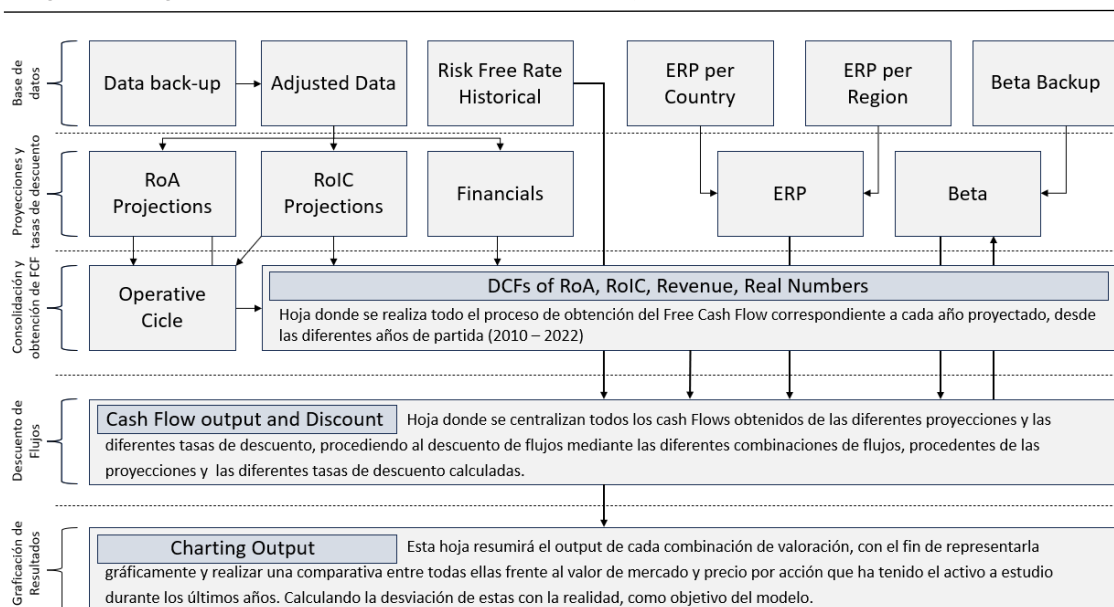 Base de
datos
Data back-up
Adjusted Data
Risk Free Rate
Historical
ERP per
Country
ERP per
Region
Beta Backup
Proyecciones y
tasas de descuento
RoA
Projections
RoIC
Projections
Financials
ERP
Beta
Consolidación y
obtención de FCF
Operative
Cicle
DCFs of RoA, RoIC, Revenue, Real Numbers
Hoja donde se realiza todo el proceso de obtención del Free Cash Flow correspondiente a cada año proyectado, desde
las diferentes años de partida (2010 – 2022)
Descuento de
Flujos
Cash Flow output and Discount Hoja donde se centralizan todos los cash Flows obtenidos de las diferentes proyecciones y las
diferentes tasas de descuento, procediendo al descuento de flujos mediante las diferentes combinaciones de flujos, procedentes de las
proyecciones y las diferentes tasas de descuento calculadas.
Graficación de
Resultados
Charting Output Esta hoja resumirá el output de cada combinación de valoración, con el fin de representarla
gráficamente y realizar una comparativa entre todas ellas frente al valor de mercado y precio por acción que ha tenido el activo a estudio
durante los últimos años. Calculando la desviación de estas con la realidad, como objetivo del modelo.